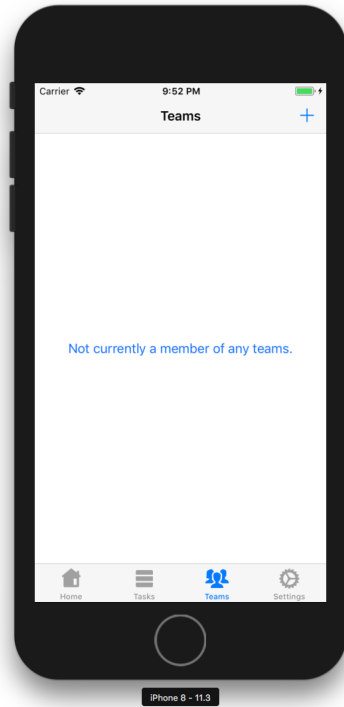 Carrier 9:52 PM
Teams +
Not currently a member of any teams.
Home Tasks Teams Settings
iPhone 8 - 11.3